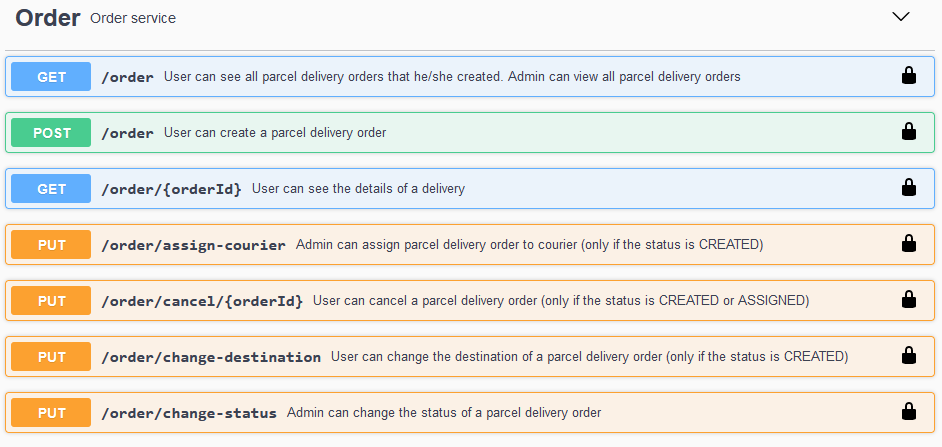 Order Order service
GET /order User can see all parcel delivery orders that he/she created. Admin can view all parcel delivery orders
POST /order User can create a parcel delivery order
GET /order/{orderId} User can see the details of a delivery
PUT /order/assign-courier Admin can assign parcel delivery order to courier (only if the status is CREATED)
PUT /order/cancel/{orderId} User can cancel a parcel delivery order (only if the status is CREATED or ASSIGNED)
PUT /order/change-destination User can change the destination of a parcel delivery order (only if the status is CREATED)
PUT /order/change-status Admin can change the status of a parcel delivery order